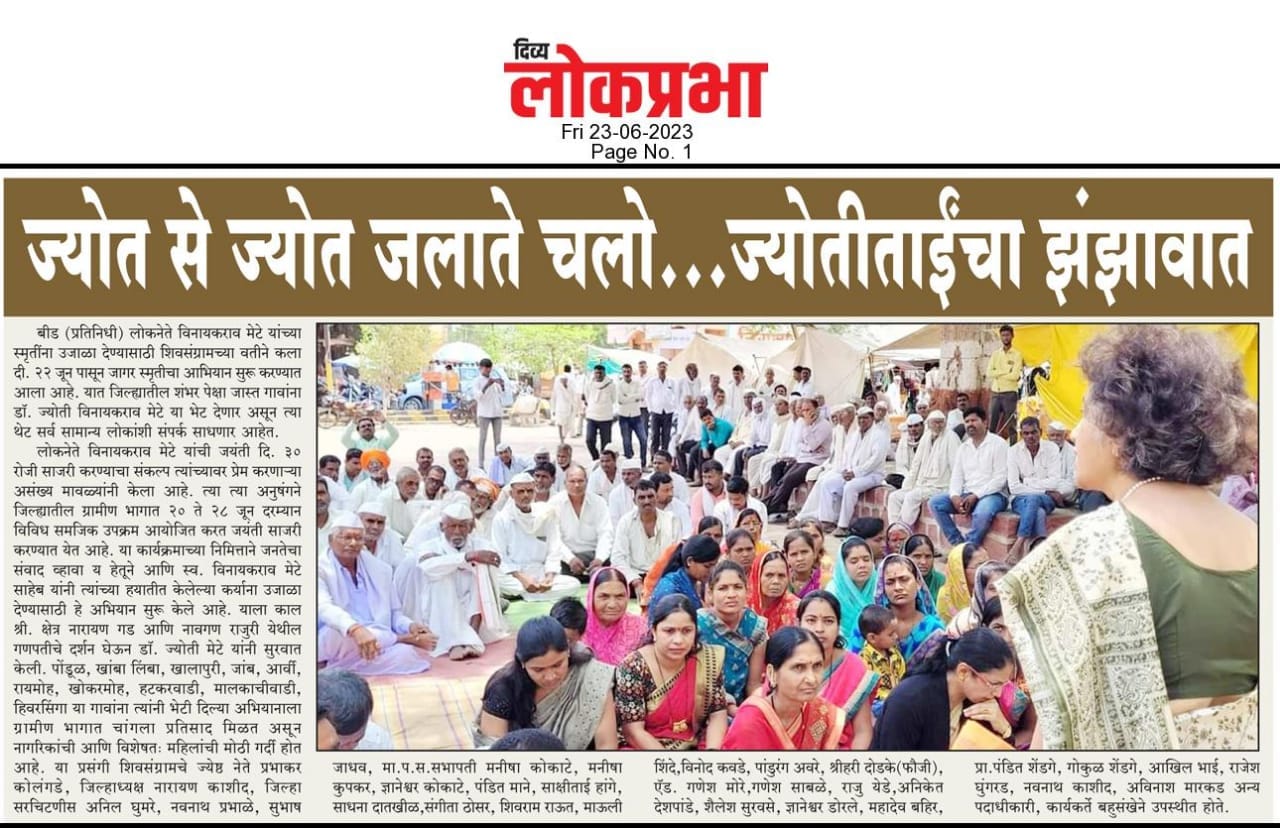 दिव्य
लोकप्रभा
Fri 23-06-2023
Page No. 1
ज्योत से ज्योत जलाते चलो...ज्योतीताईंचा झंझावात
बीड (प्रतिनिधी) लोकनेते विनायकराव मेटे यांच्या
स्मृतींना उजाळा देण्यासाठी शिवसंग्रामच्या वतीने कला
दी. २२ जून पासून जागर स्मृतीचा आभियान सुरू करण्यात
आला आहे. यात जिल्ह्यातील शंभर पेक्षा जास्त गावांना
डॉ. ज्योती विनायकराव मेटे या भेट देणार असून त्या
थेट सर्व सामान्य लोकांशी संपर्क साधणार आहेत.
लोकनेते विनायकराव मेटे यांची जयंती दि. ३०
रोजी साजरी करण्याचा संकल्प त्यांच्यावर प्रेम करणाऱ्या
असंख्य मावळ्यांनी केला आहे. त्या त्या अनुषंगने
जिल्ह्यातील ग्रामीण भागात २० ते २८ जून दरम्यान
विविध समजिक उपक्रम आयोजित करत जयंती साजरी
करण्यात येत आहे. या कार्यक्रमाच्या निमित्ताने जनतेचा
संवाद व्हावा य हेतूने आणि स्व. विनायकराव मेटे
साहेब यांनी त्यांच्या हयातीत केलेल्या कर्याना उजाळा
देण्यासाठी हे अभियान सुरू केले आहे. याला काल
श्री. क्षेत्र नारायण गड आणि नावगण राजुरी येथील
गणपतीचे दर्शन घेऊन डॉ. ज्योती मेटे यांनी सुरवात
केली. पोंडूळ, खांबा लिंबा, खालापुरी, जांब, आर्वी,
रायमोह, खोकरमोह, हटकरवाडी, मालकाचीवाडी,
हिवरसिंगा या गावांना त्यांनी भेटी दिल्या अभियानाला
ग्रामीण भागात चांगला प्रतिसाद मिळत असून
नागरिकांची आणि विशेषतः महिलांची मोठी गर्दी होत
आहे. या प्रसंगी शिवसंग्रामचे ज्येष्ठ नेते प्रभाकर
कोलंगडे, जिल्हाध्यक्ष नारायण काशीद, जिल्हा
सरचिटणीस अनिल घुमरे, नवनाथ प्रभाळे, सुभाष
जाधव, मा.प.स.सभापती मनीषा कोकाटे, मनीषा
कुपकर, ज्ञानेश्वर कोकाटे, पंडित माने, साक्षीताई हांगे,
साधना दातखीळ,संगीता ठोसर, शिवराम राऊत, माऊली
शिंदे,विनोद कवडे, पांडुरंग अवरे, श्रीहरी दोडके(फौजी),
ऍड. गणेश मोरे,गणेश साबळे, राजु येडे,अनिकेत
देशपांडे, शैलेश सुरवसे, ज्ञानेश्वर डोरले, महादेव बहिर,
प्रा.पंडित शेंडगे, गोकुळ शेंडगे, आखिल भाई, राजेश
घुंगरड, नवनाथ काशीद, अविनाश मारकड अन्य
पदाधीकारी, कार्यकर्ते बहुसंखेने उपस्थीत होते.